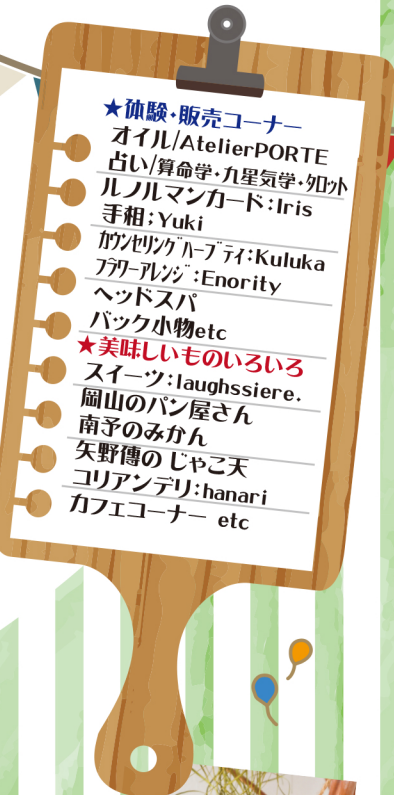 ★体験・販売コーナー
オイル/AtelierPORTE
占い/算命学・九星気学・タロット
ルノルマンカード:Iris
手相;Yuki
カウンセリングハーブティ:Kuluka
フラワーアレンジ:Enority
ヘッドスパ
バック小物etc
★美味しいものいろいろ
スイーツ:laughssiere.
岡山のパン屋さん
南予のみかん
矢野傳のじゃこ天
コリアンデリ:hanari
カフェコーナー etc